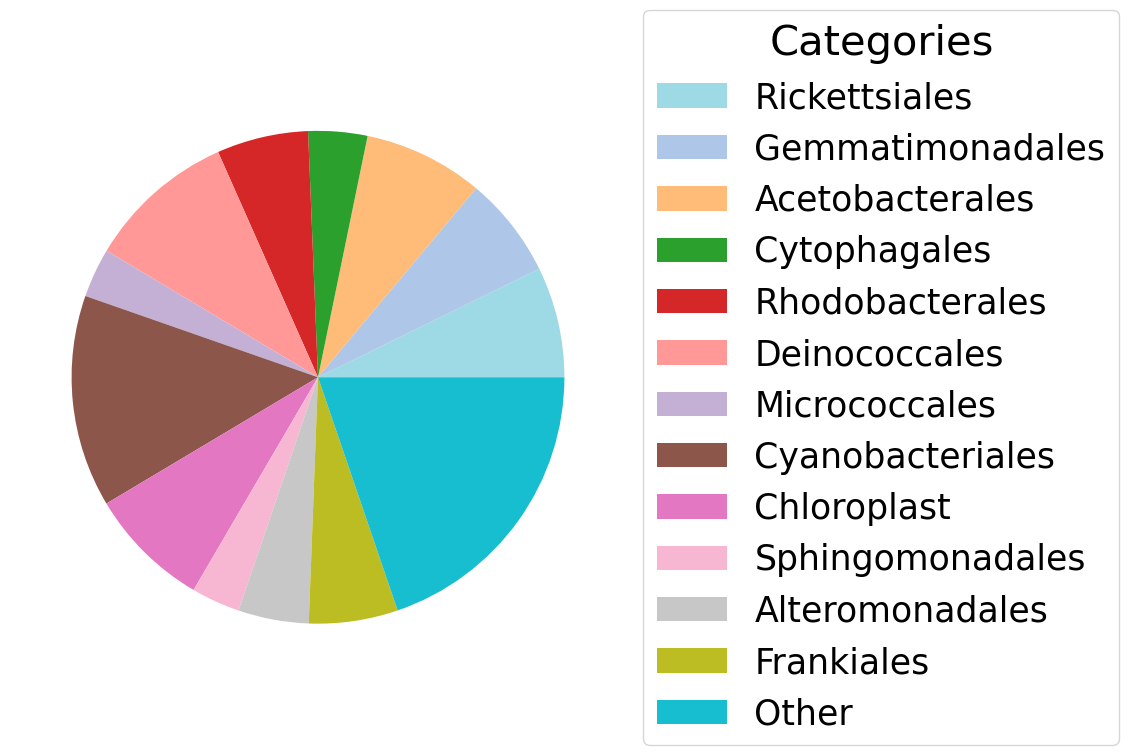 Categories
Rickettsiales
Gemmatimonadales
Acetobacterales
Cytophagales
Rhodobacterales
Deinococcales
Micrococcales
Cyanobacteriales
Chloroplast
Sphingomonadales
Alteromonadales
Frankiales
Other